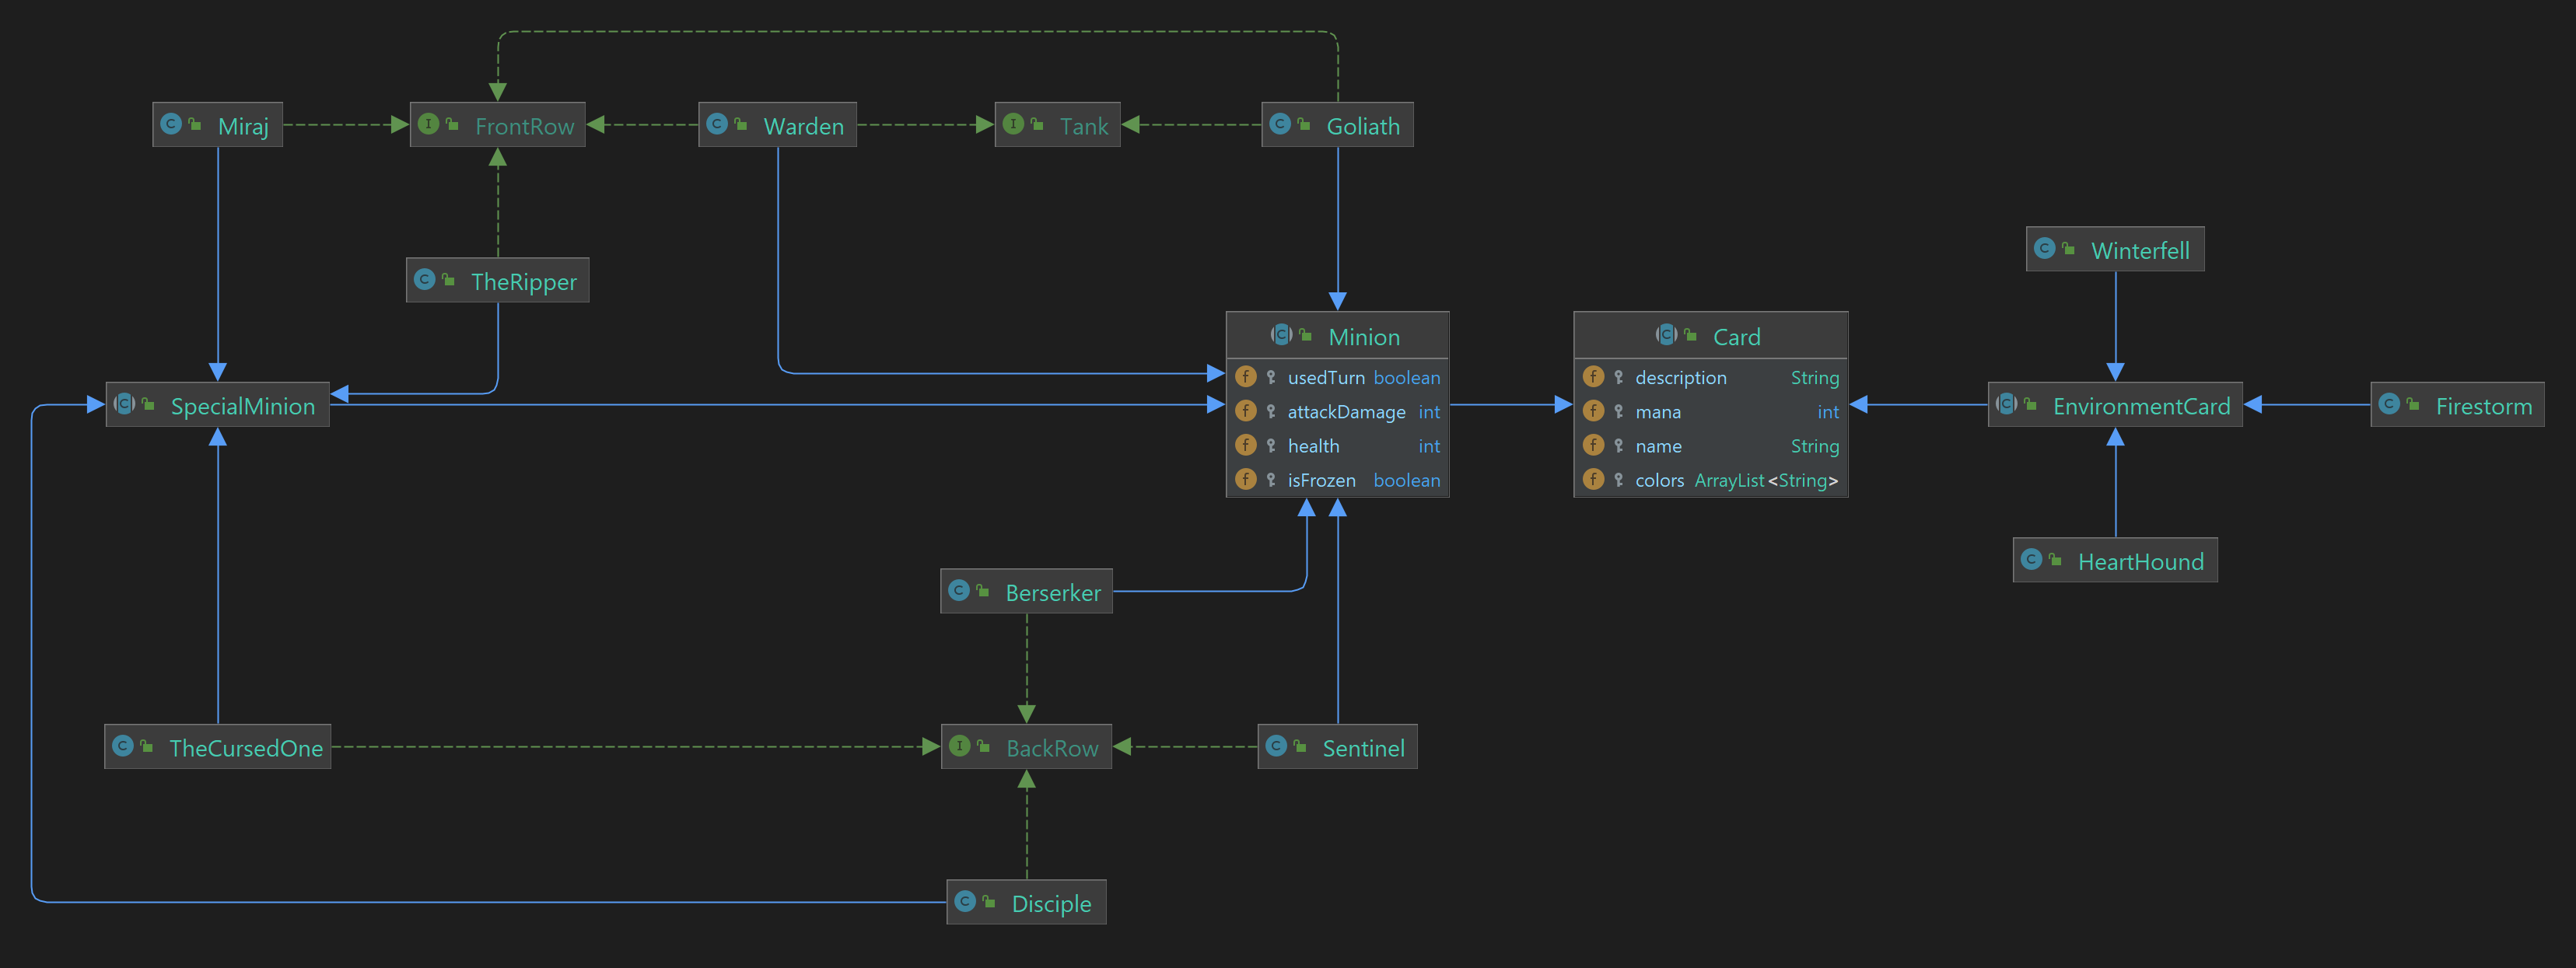 Miraj
FrontRow
Warden
Tank
Goliath
Winterfell
TheRipper
Minion
usedTurn boolean
attackDamage int
health int
isFrozen boolean
Card
description String
mana int
name String
colors ArrayList<String>
SpecialMinion
EnvironmentCard
Firestorm
HeartHound
Berserker
TheCursedOne
BackRow
Sentinel
Disciple